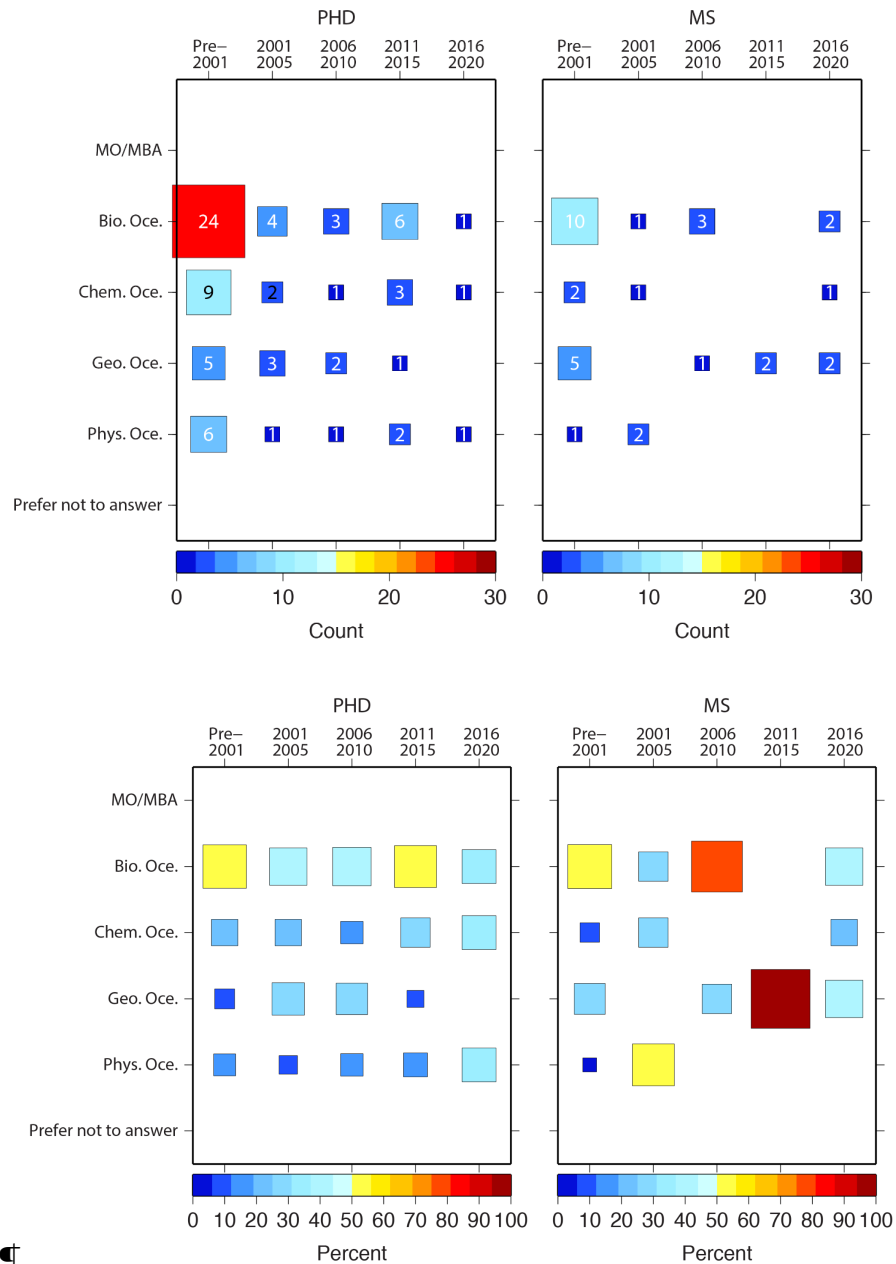 PHD MS
Pre– 2001 2006 2011 2016 Pre– 2001 2006 2011 2016
2001 2005 2010 2015 2020 2001 2005 2010 2015 2020
MO/MBA
Bio. Oce. 24 4 3 6 1 10 1 3 2
Chem. Oce. 9 2 1 3 1 2 1 1
Geo. Oce. 5 3 2 1 5 1 2 2
Phys. Oce. 6 1 1 2 1 1 2
Prefer not to answer
0 10 20 30 0 10 20 30
Count Count
PHD MS
Pre– 2001 2006 2011 2016 Pre– 2001 2006 2011 2016
2001 2005 2010 2015 2020 2001 2005 2010 2015 2020
MO/MBA
Bio. Oce.
Chem. Oce.
Geo. Oce.
Phys. Oce.
Prefer not to answer
0 10 20 30 40 50 60 70 80 90 100 0 10 20 30 40 50 60 70 80 90 100
Percent Percent
¶